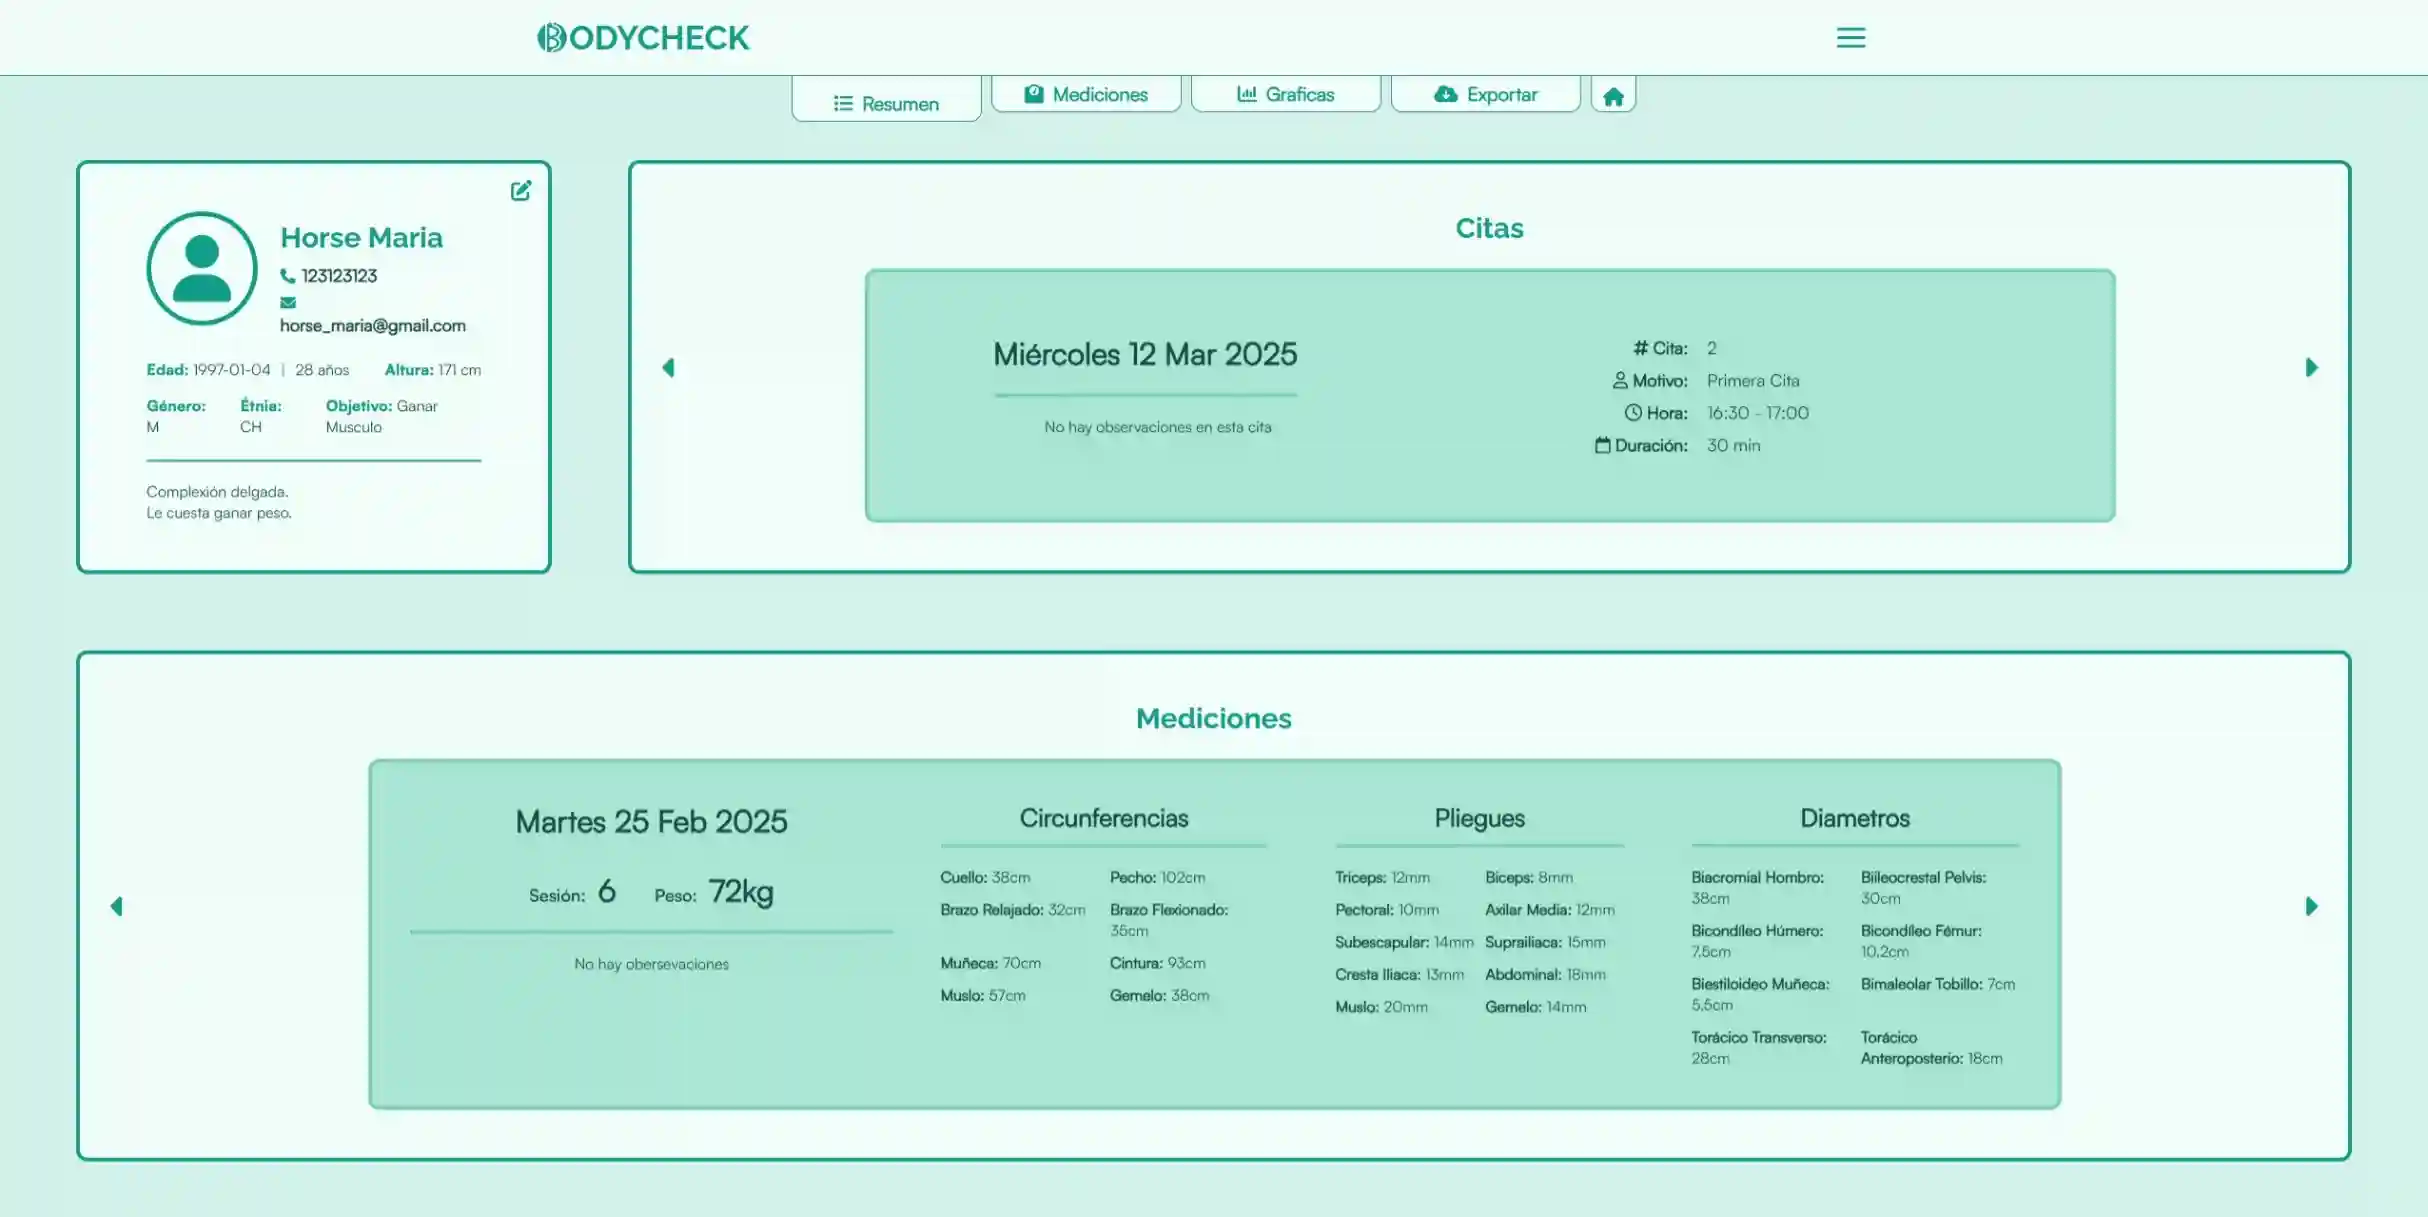 BODYCHECK
Resumen
Mediciones
Graficas
Exportar
Horse Maria
123123123
horse_maria@gmail.com
Edad: 1997-01-04 | 28 años Altura: 171 cm
Género: Étnia: Objetivo: Ganar
M CH Musculo
Complexión delgada.
Le cuesta ganar peso.
Citas
Miércoles 12 Mar 2025
No hay observaciones en esta cita
# Cita: 2
Motivo: Primera Cita
Hora: 16:30 - 17:00
Duración: 30 min
Mediciones
Martes 25 Feb 2025
Sesión: 6 Peso: 72kg
No hay obersevaciones
Circunferencias
Cuello: 38cm Pecho: 102cm
Brazo Relajado: 32cm Brazo Flexionado:
35cm
Muñeca: 70cm Cintura: 93cm
Muslo: 57cm Gemelo: 38cm
Pliegues
Triceps: 12mm Biceps: 8mm
Pectoral: 10mm Axilar Media: 12mm
Subescapular: 14mm Suprailiaca: 15mm
Cresta Iliaca: 13mm Abdominal: 18mm
Muslo: 20mm Gemelo: 14mm
Diametros
Biacromial Hombro: Biileocrestal Pelvis:
38cm 30cm
Bicondíleo Húmero: Bicondíleo Fémur:
7,5cm 10,2cm
Biestiloideo Muñeca: Bimaleolar Tobillo: 7cm
5,5cm
Torácico Transverso: Torácico
28cm Anteroposterio: 18cm